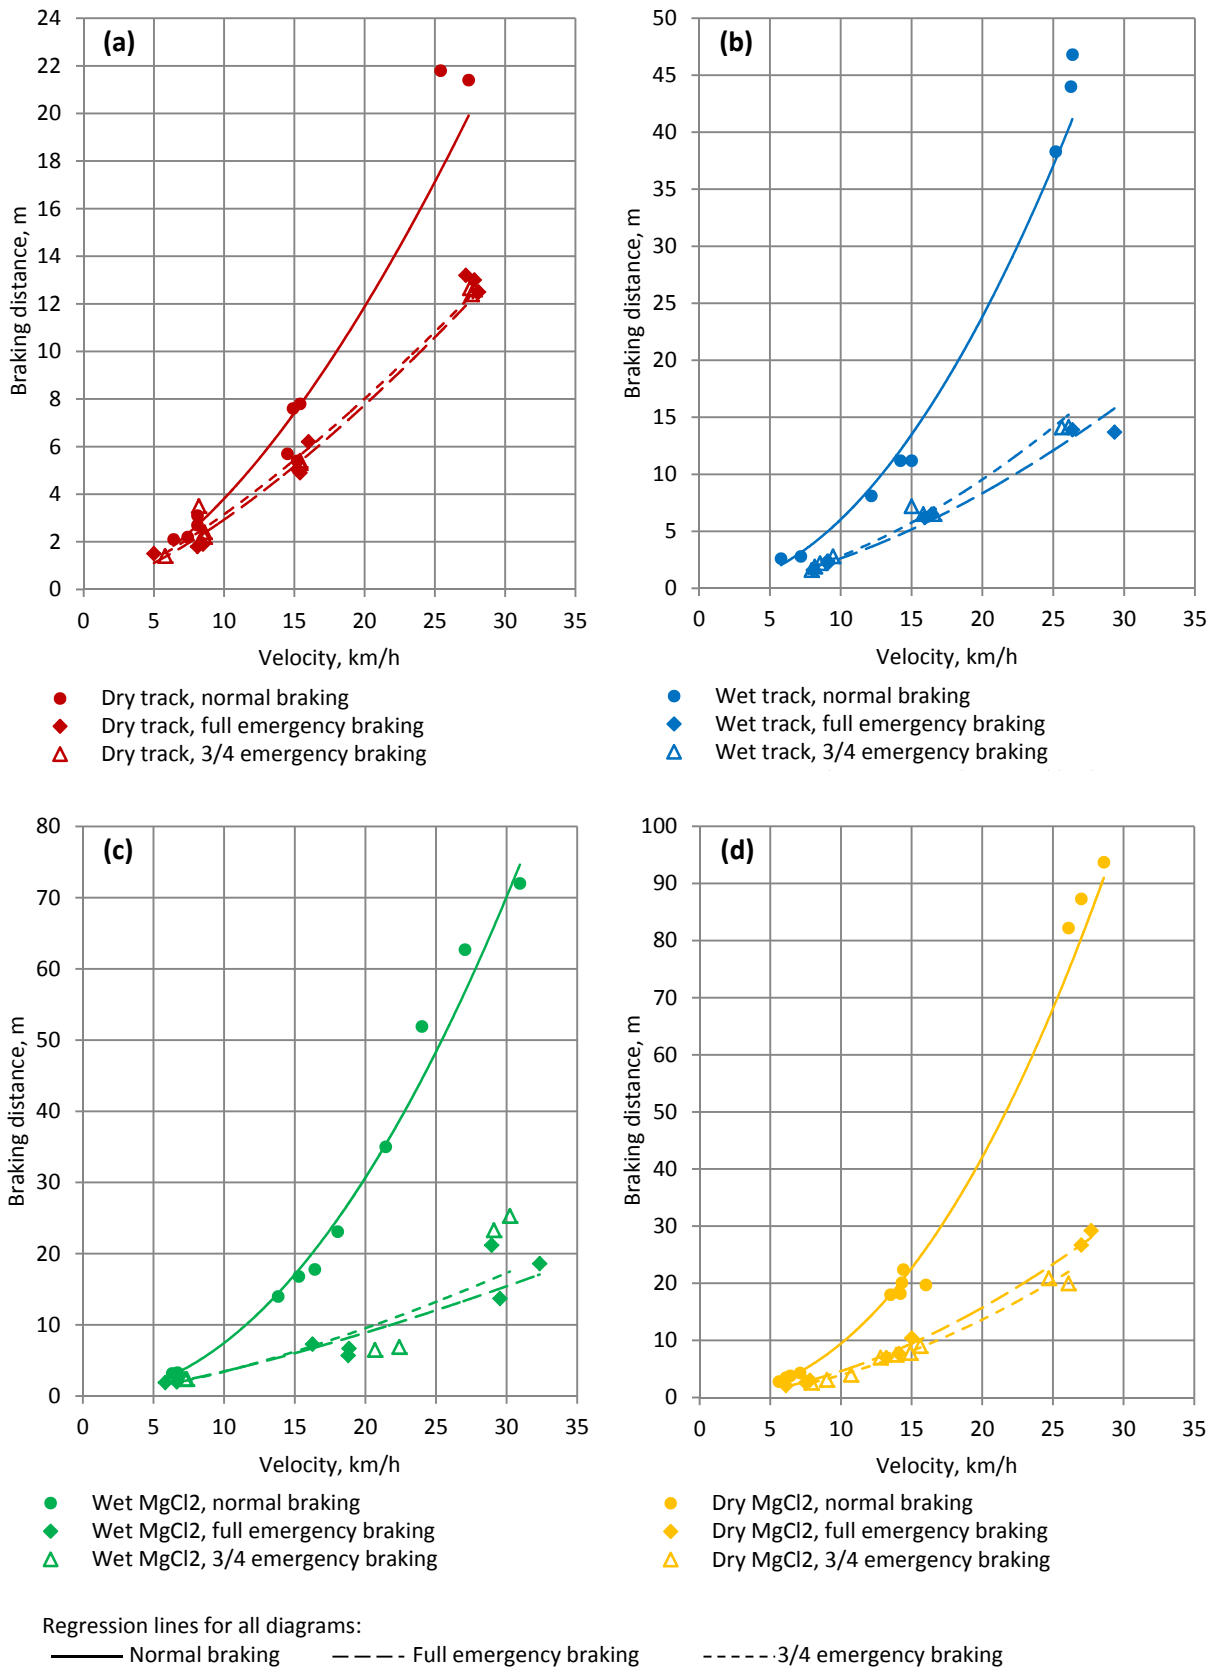 (a)
Braking distance, m
24
22
20
18
16
14
12
10
8
6
4
2
0
0 5 10 15 20 25 30 35
Velocity, km/h
Dry track, normal braking
Dry track, full emergency braking
Dry track, 3/4 emergency braking
(b)
Braking distance, m
50
45
40
35
30
25
20
15
10
5
0
0 5 10 15 20 25 30 35
Velocity, km/h
Wet track, normal braking
Wet track, full emergency braking
Wet track, 3/4 emergency braking
(c)
Braking distance, m
80
70
60
50
40
30
20
10
0
0 5 10 15 20 25 30 35
Velocity, km/h
Wet MgCl2, normal braking
Wet MgCl2, full emergency braking
Wet MgCl2, 3/4 emergency braking
(d)
Braking distance, m
100
90
80
70
60
50
40
30
20
10
0
0 5 10 15 20 25 30 35
Velocity, km/h
Dry MgCl2, normal braking
Dry MgCl2, full emergency braking
Dry MgCl2, 3/4 emergency braking
Regression lines for all diagrams:
Normal braking Full emergency braking 3/4 emergency braking